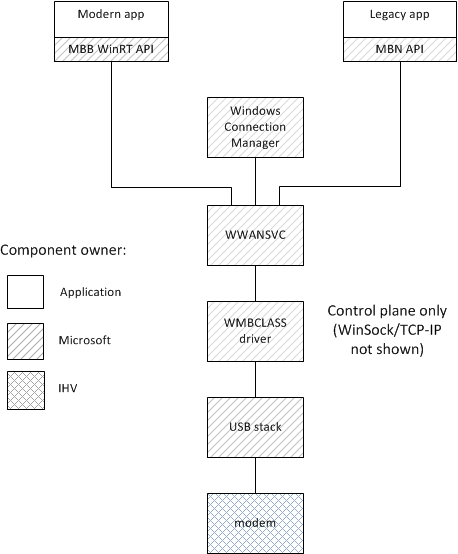 Modern app
MBB WinRT API
Legacy app
MBN API
Windows
Connection
Manager
WWANSVC
Component owner:
Application
Microsoft
IHV
WMBCLASS
driver
Control plane only
(WinSock/TCP-IP
not shown)
USB stack
modem